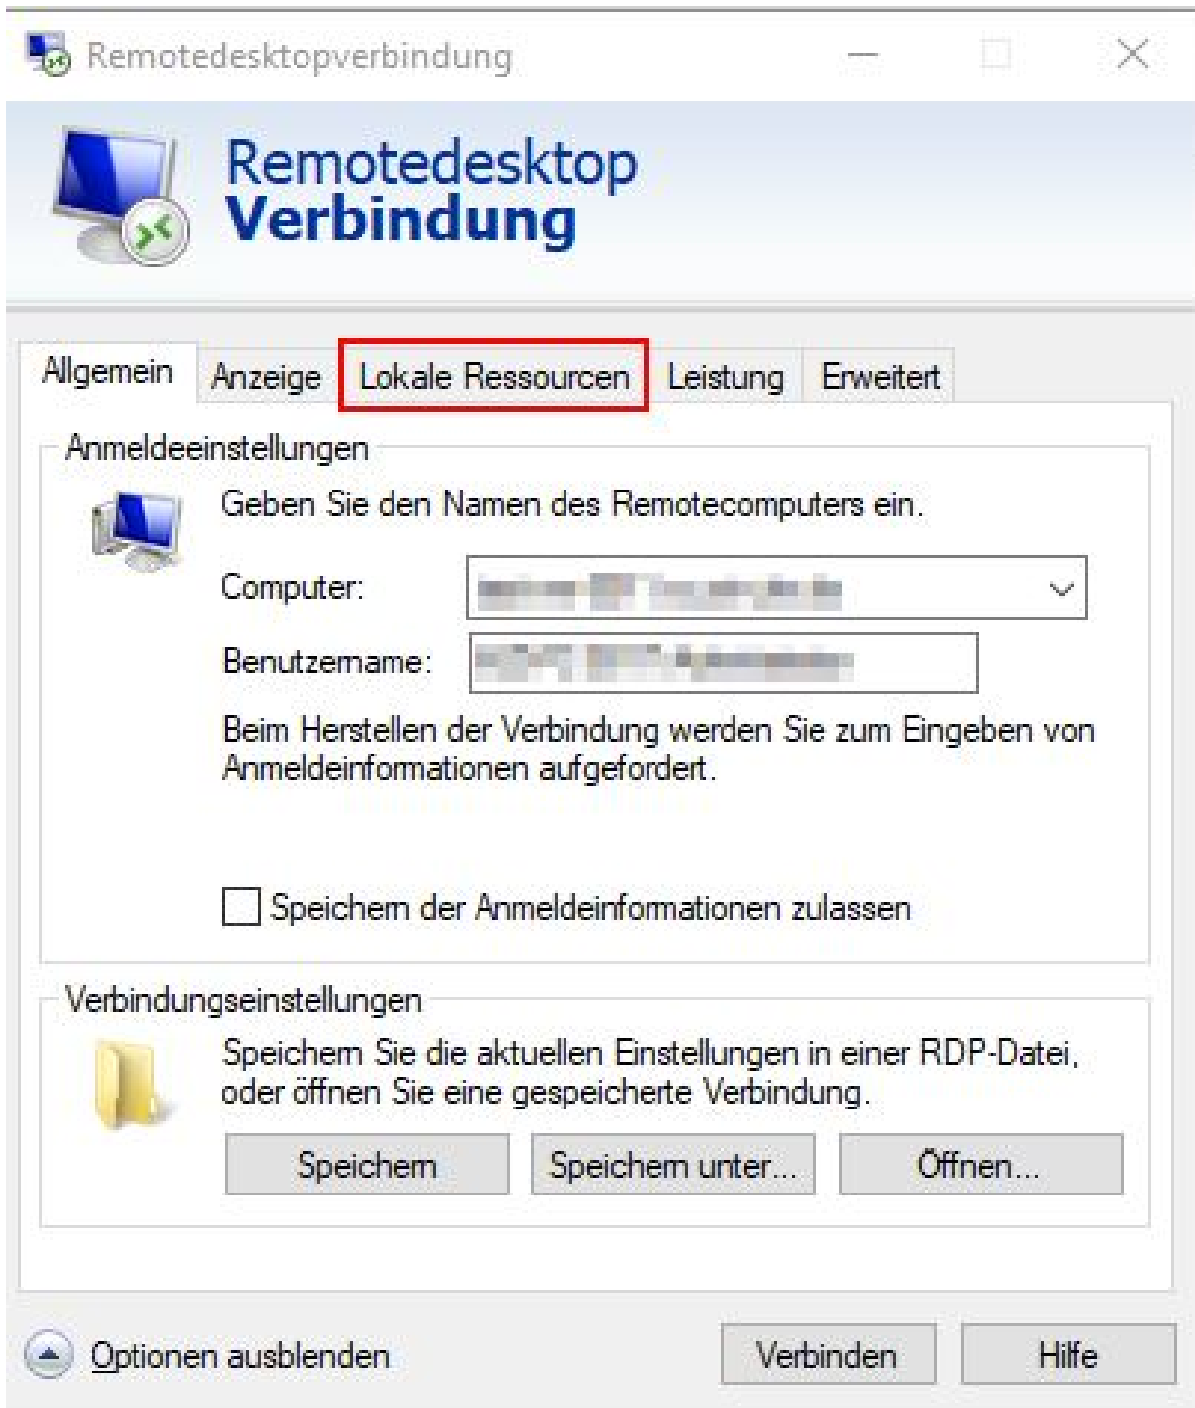 Remotedesktopverbindung
Remotedesktop
Verbindung
Allgemein Anzeige Lokale Ressourcen Leistung Erweitert
Anmeldeeinstellungen
Geben Sie den Namen des Remotecomputers ein.
Computer:
Benutzername:
Beim Herstellen der Verbindung werden Sie zum Eingeben von
Anmeldeinformationen aufgefordert.
Speichern der Anmeldeinformationen zulassen
Verbindungseinstellungen
Speichern Sie die aktuellen Einstellungen in einer RDP-Datei,
oder öffnen Sie eine gespeicherte Verbindung.
Speichern Speichern unter... Öffnen...
Optionen ausblenden Verbinden Hilfe